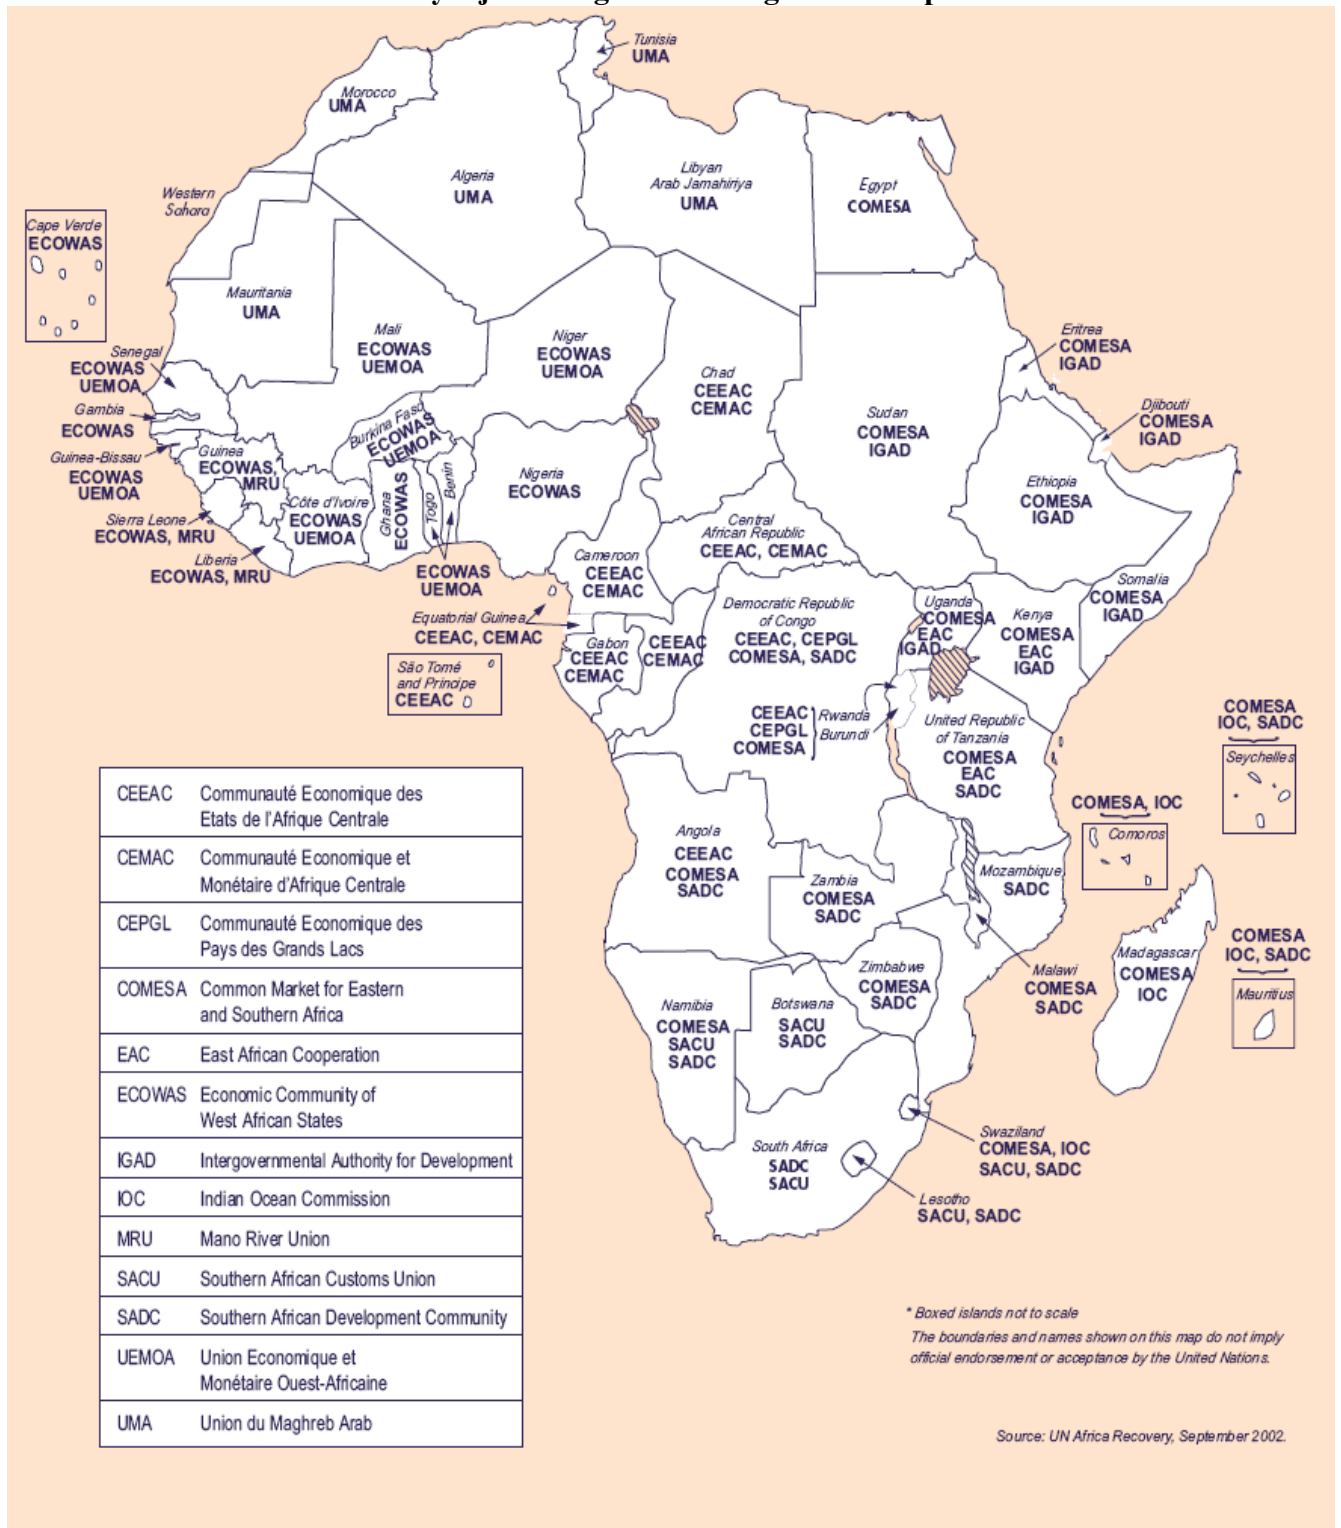 Tunisia
UMA
Morocco
UMA
Algeria
UMA
Libyan
Arab Jamahiriya
UMA
Egypt
COMESA
Western
Sahara
Cape Verde
ECOWAS
Mauritania
UMA
Mali
ECOWAS
UEMOA
Niger
ECOWAS
UEMOA
Chad
CEEAC
CEMAC
Sudan
COMESA
IGAD
Eritrea
COMESA
IGAD
Djibouti
COMESA
IGAD
Senegal
ECOWAS
UEMOA
Gambia
ECOWAS
Guinea-Bissau
ECOWAS
UEMOA
Guinea
ECOWAS,
MRU
Sierra Leone
ECOWAS, MRU
Liberia
ECOWAS, MRU
Côte d'Ivoire
ECOWAS
UEMOA
Burkina Faso
ECOWAS
UEMOA
Ghana
ECOWAS
Togo
Benin
ECOWAS
UEMOA
Nigeria
ECOWAS
Ethiopia
COMESA
IGAD
Central
African Republic
CEEAC, CEMAC
Cameroon
CEEAC
CEMAC
Equatorial Guinea
CEEAC, CEMAC
São Tomé
and Principe
CEEAC
Gabon
CEEAC
CEMAC
CEEAC
CEMAC
Democratic Republic
of Congo
CEEAC, CEPGL
COMESA, SADC
Uganda
COMESA
EAC
IGAD
Kenya
COMESA
EAC
IGAD
Somalia
COMESA
IGAD
CEEAC
CEPGL
COMESA
Rwanda
Burundi
United Republic
of Tanzania
COMESA
EAC
SADC
COMESA
IOC, SADC
Seychelles
COMESA, IOC
Comoros
Angola
CEEAC
COMESA
SADC
Zambia
COMESA
SADC
Mozambique
SADC
Malawi
COMESA
SADC
Madagascar
COMESA
IOC
COMESA
IOC, SADC
Mauritius
Zimbabwe
COMESA
SADC
Namibia
COMESA
SACU
SADC
Botswana
SACU
SADC
South Africa
SADC
SACU
Swaziland
COMESA, IOC
SACU, SADC
Lesotho
SACU, SADC
CEEAC Communauté Economique des
Etats de l'Afrique Centrale
CEMAC Communauté Economique et
Monétaire d'Afrique Centrale
CEPGL Communauté Economique des
Pays des Grands Lacs
COMESA Common Market for Eastern
and Southern Africa
EAC East African Cooperation
ECOWAS Economic Community of
West African States
IGAD Intergovernmental Authority for Development
IOC Indian Ocean Commission
MRU Mano River Union
SACU Southern African Customs Union
SADC Southern African Development Community
UEMOA Union Economique et
Monétaire Ouest-Africaine
UMA Union du Maghreb Arab
* Boxed islands not to scale
The boundaries and names shown on this map do not imply
official endorsement or acceptance by the United Nations.
Source: UN Africa Recovery, September 2002.